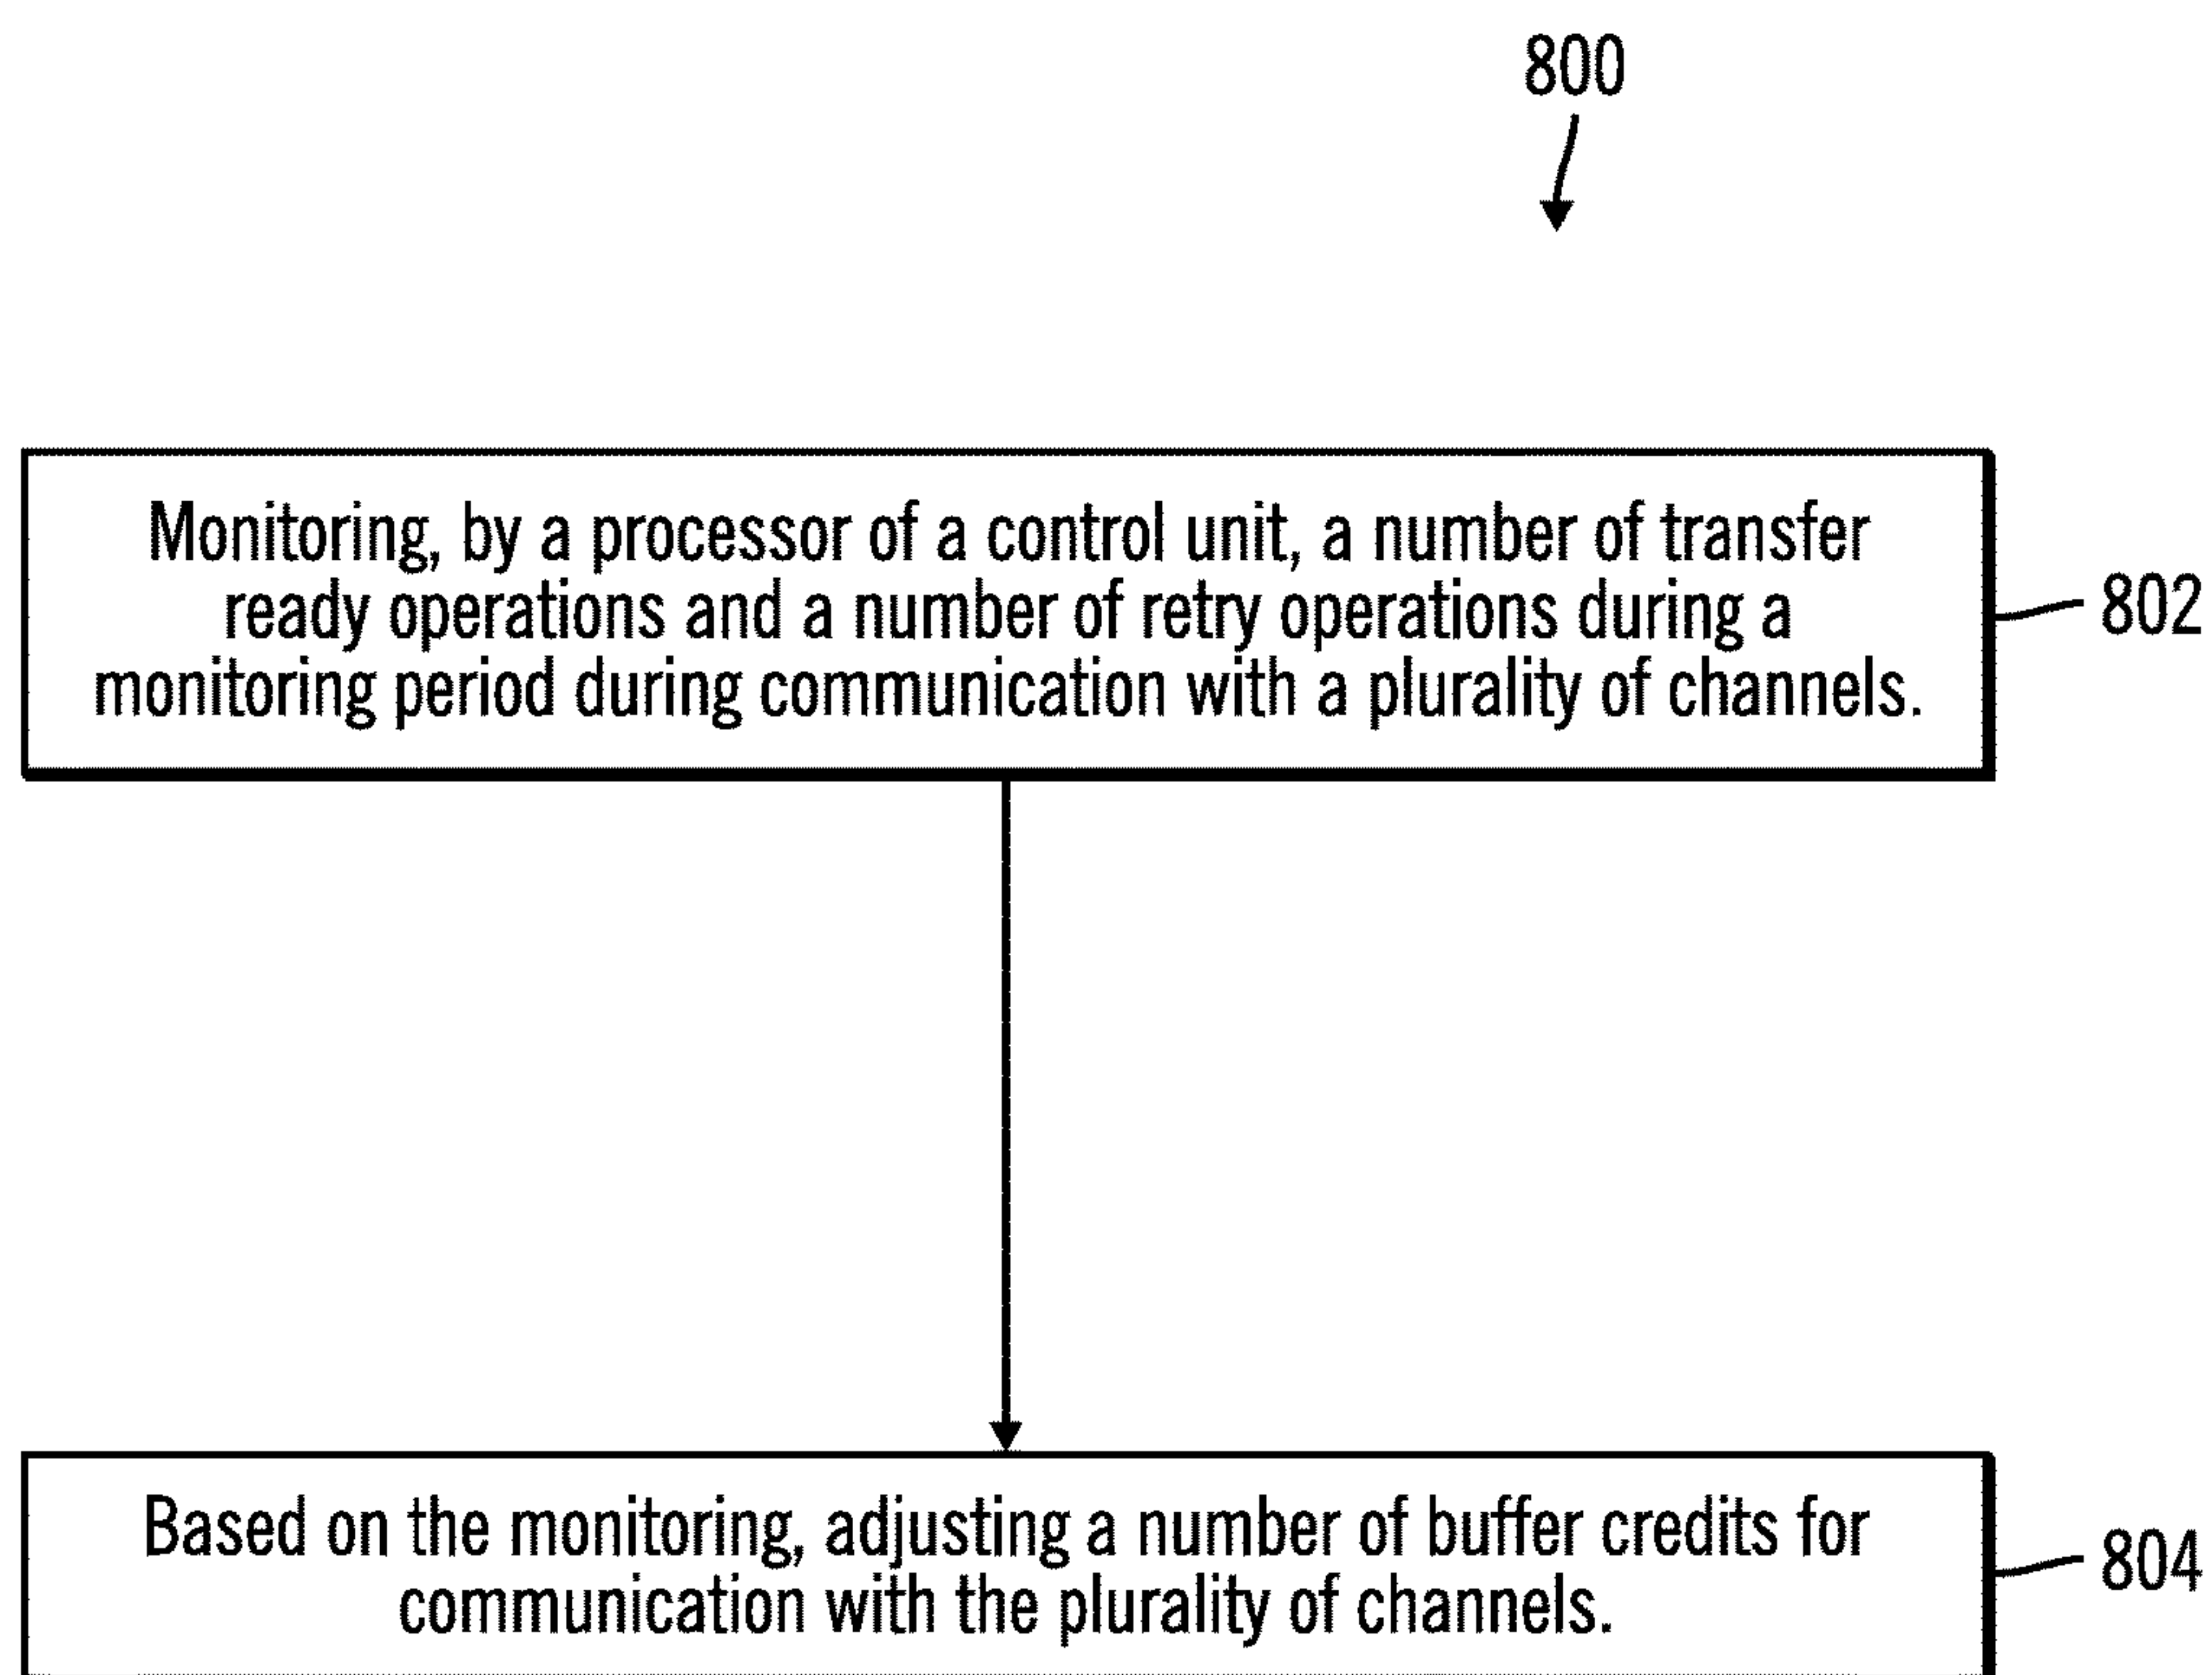 800
Monitoring, by a processor of a control unit, a number of transfer
ready operations and a number of retry operations during a
monitoring period during communication with a plurality of channels.
802
Based on the monitoring, adjusting a number of buffer credits for
communication with the plurality of channels.
804